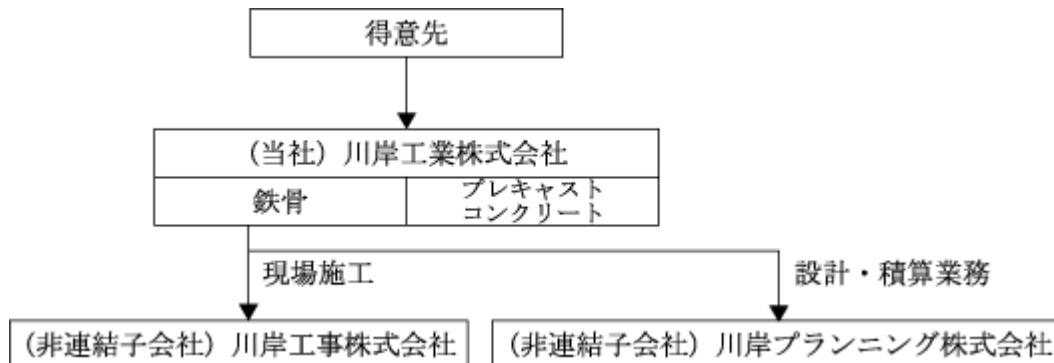 得意先
(当社) 川岸工業株式会社
鉄骨
プレキャスト
コンクリート
現場施工
設計・積算業務
(非連結子会社) 川岸工事株式会社
(非連結子会社) 川岸プランニング株式会社